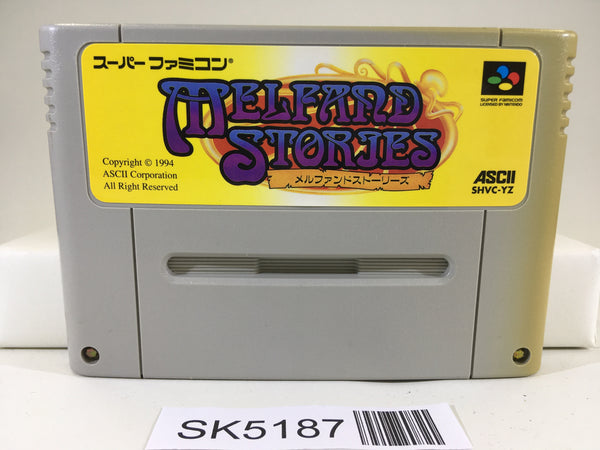 スーパーファミコン®
MELFAND
STORIES
メルファンドストーリーズ
Copyright © 1994
ASCII Corporation
All Right Reserved
SUPER FAMICOM
LICENSED BY NINTENDO
ASCII
SHVC-YZ
SK5187